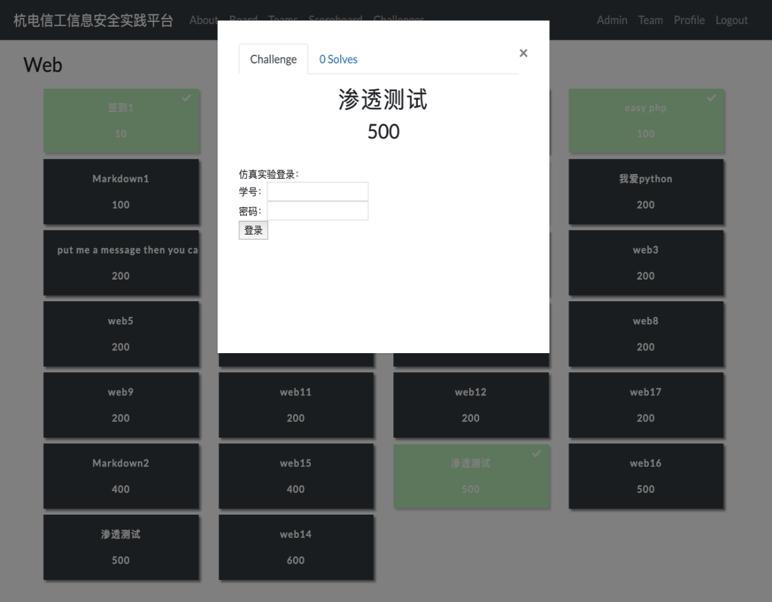 杭电信工信息安全实践平台 About Board Teams Scoreboard Challenges Admin Team Profile Logout
Web
Challenge 0 Solves ×
渗透测试
500
仿真实验登录：
学号：
密码：
登录
签到1
10
easy php
100
Markdown1
100
我爱python
200
put me a message then you ca
200
web3
200
web5
200
web8
200
web9
200
web11
200
web12
200
web17
200
Markdown2
400
web15
400
渗透测试
500
web16
500
渗透测试
500
web14
600